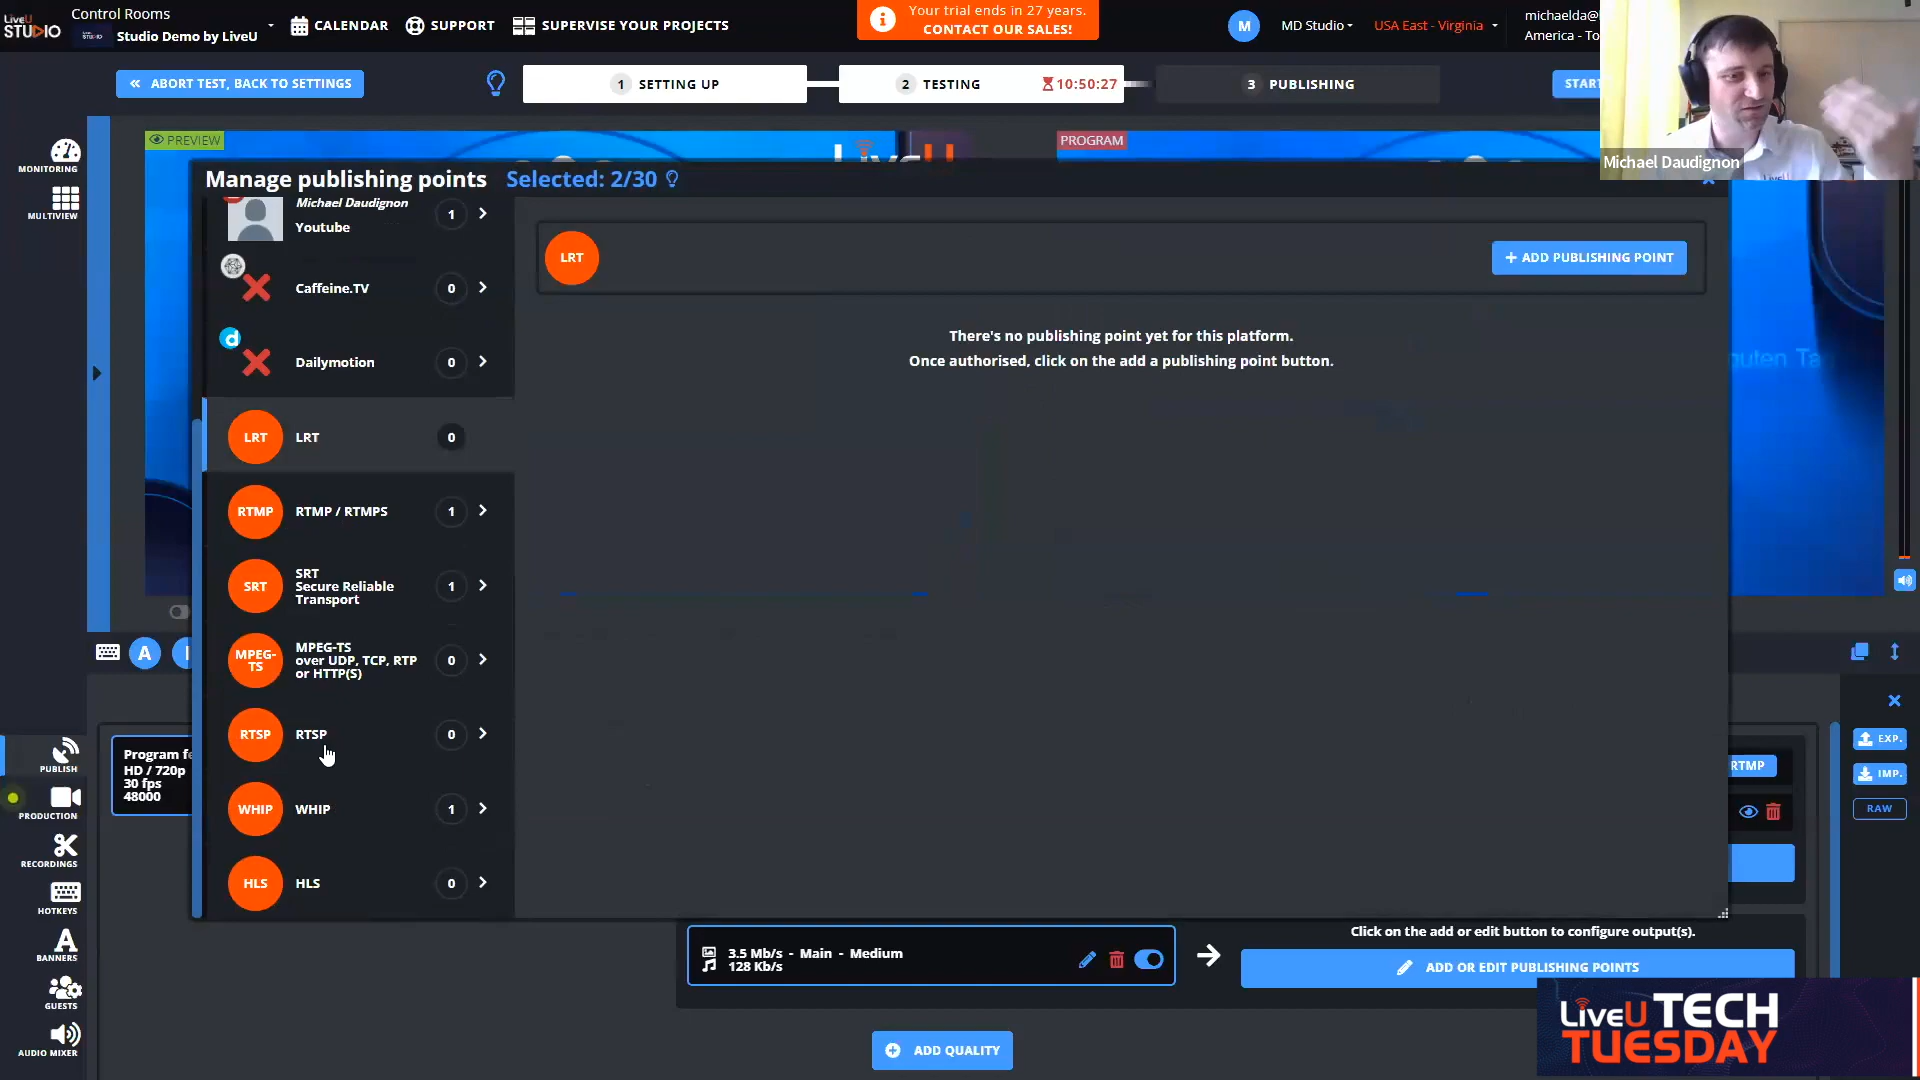 LiveU
STUDIO
Control Rooms
Studio Demo by LiveU
CALENDAR
SUPPORT
SUPERVISE YOUR PROJECTS
Your trial ends in 27 years.
CONTACT OUR SALES!
M
MD Studio
USA East - Virginia
michaelda@
America - To
ABORT TEST, BACK TO SETTINGS
1 SETTING UP
2 TESTING
10:50:27
3 PUBLISHING
START
Michael Daudignon
MONITORING
MULTIVIEW
PREVIEW
LiveU
PROGRAM
Manage publishing points
Selected: 2/30
Michael Daudignon
Youtube
1
Caffeine.TV
0
d
Dailymotion
0
LRT
LRT
0
RTMP
RTMP / RTMPS
1
SRT
SRT
Secure Reliable
Transport
1
MPEG-
TS
MPEG-TS
over UDP, TCP, RTP
or HTTP(S)
0
RTSP
RTSP
0
WHIP
WHIP
1
HLS
HLS
0
LRT
+ ADD PUBLISHING POINT
There's no publishing point yet for this platform.
Once authorised, click on the add a publishing point button.
guten Ta
A
PUBLISH
PRODUCTION
RECORDINGS
HOTKEYS
A
BANNERS
GUESTS
AUDIO MIXER
Program fe
HD / 720p
30 fps
48000
RTMP
EXP.
IMP.
RAW
3.5 Mb/s - Main - Medium
128 Kb/s
Click on the add or edit button to configure output(s).
ADD OR EDIT PUBLISHING POINTS
ADD QUALITY
LiveU TECH
TUESDAY